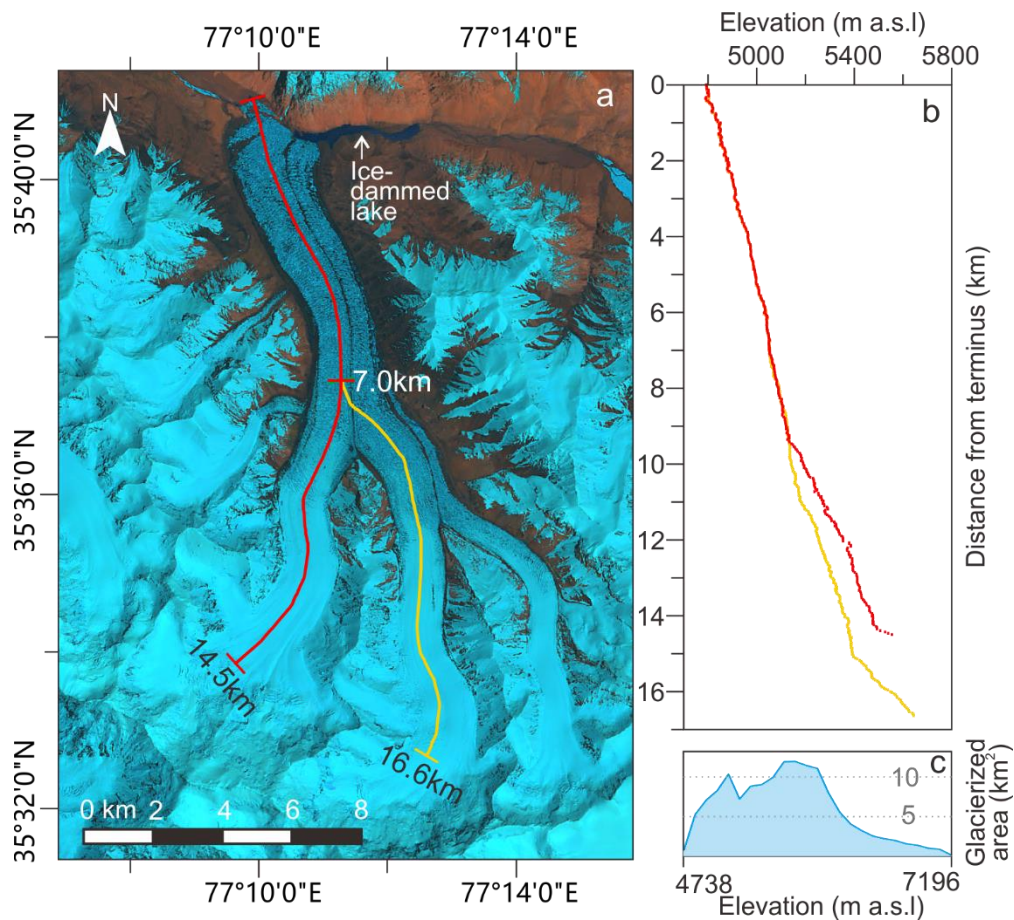 77°10'0"E
77°14'0"E
a
N
35°40'0"N
Ice-
dammed
lake
7.0km
35°36'0"N
14.5km
16.6km
35°32'0"N
0 km 2 4 6 8
77°10'0"E
77°14'0"E
Elevation
(m a.s.l)
5000 5400 5800
b
0
2
4
6
8
10
12
14
16
Distance from terminus (km)
c
10
5
Glacierized
area (km²)
4738 7196
Elevation (m a.s.l)